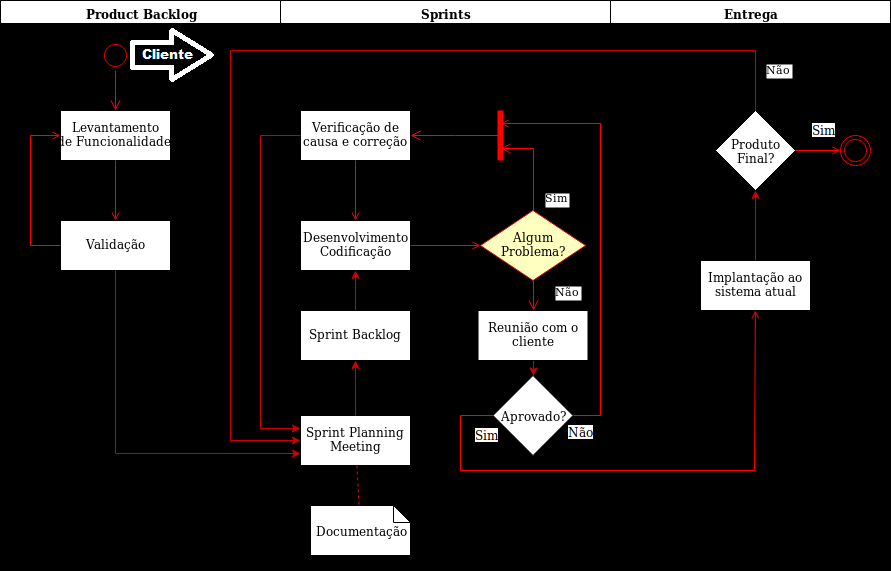 Product Backlog
Sprints
Entrega
Cliente
Não
Levantamento
de Funcionalidade
Verificação de
causa e correção
Sim
Produto
Final?
Sim
Validação
Desenvolvimento
Codificação
Algum
Problema?
Não
Implantação ao
sistema atual
Sprint Backlog
Reunião com o
cliente
Aprovado?
Sim
Não
Sprint Planning
Meeting
Documentação